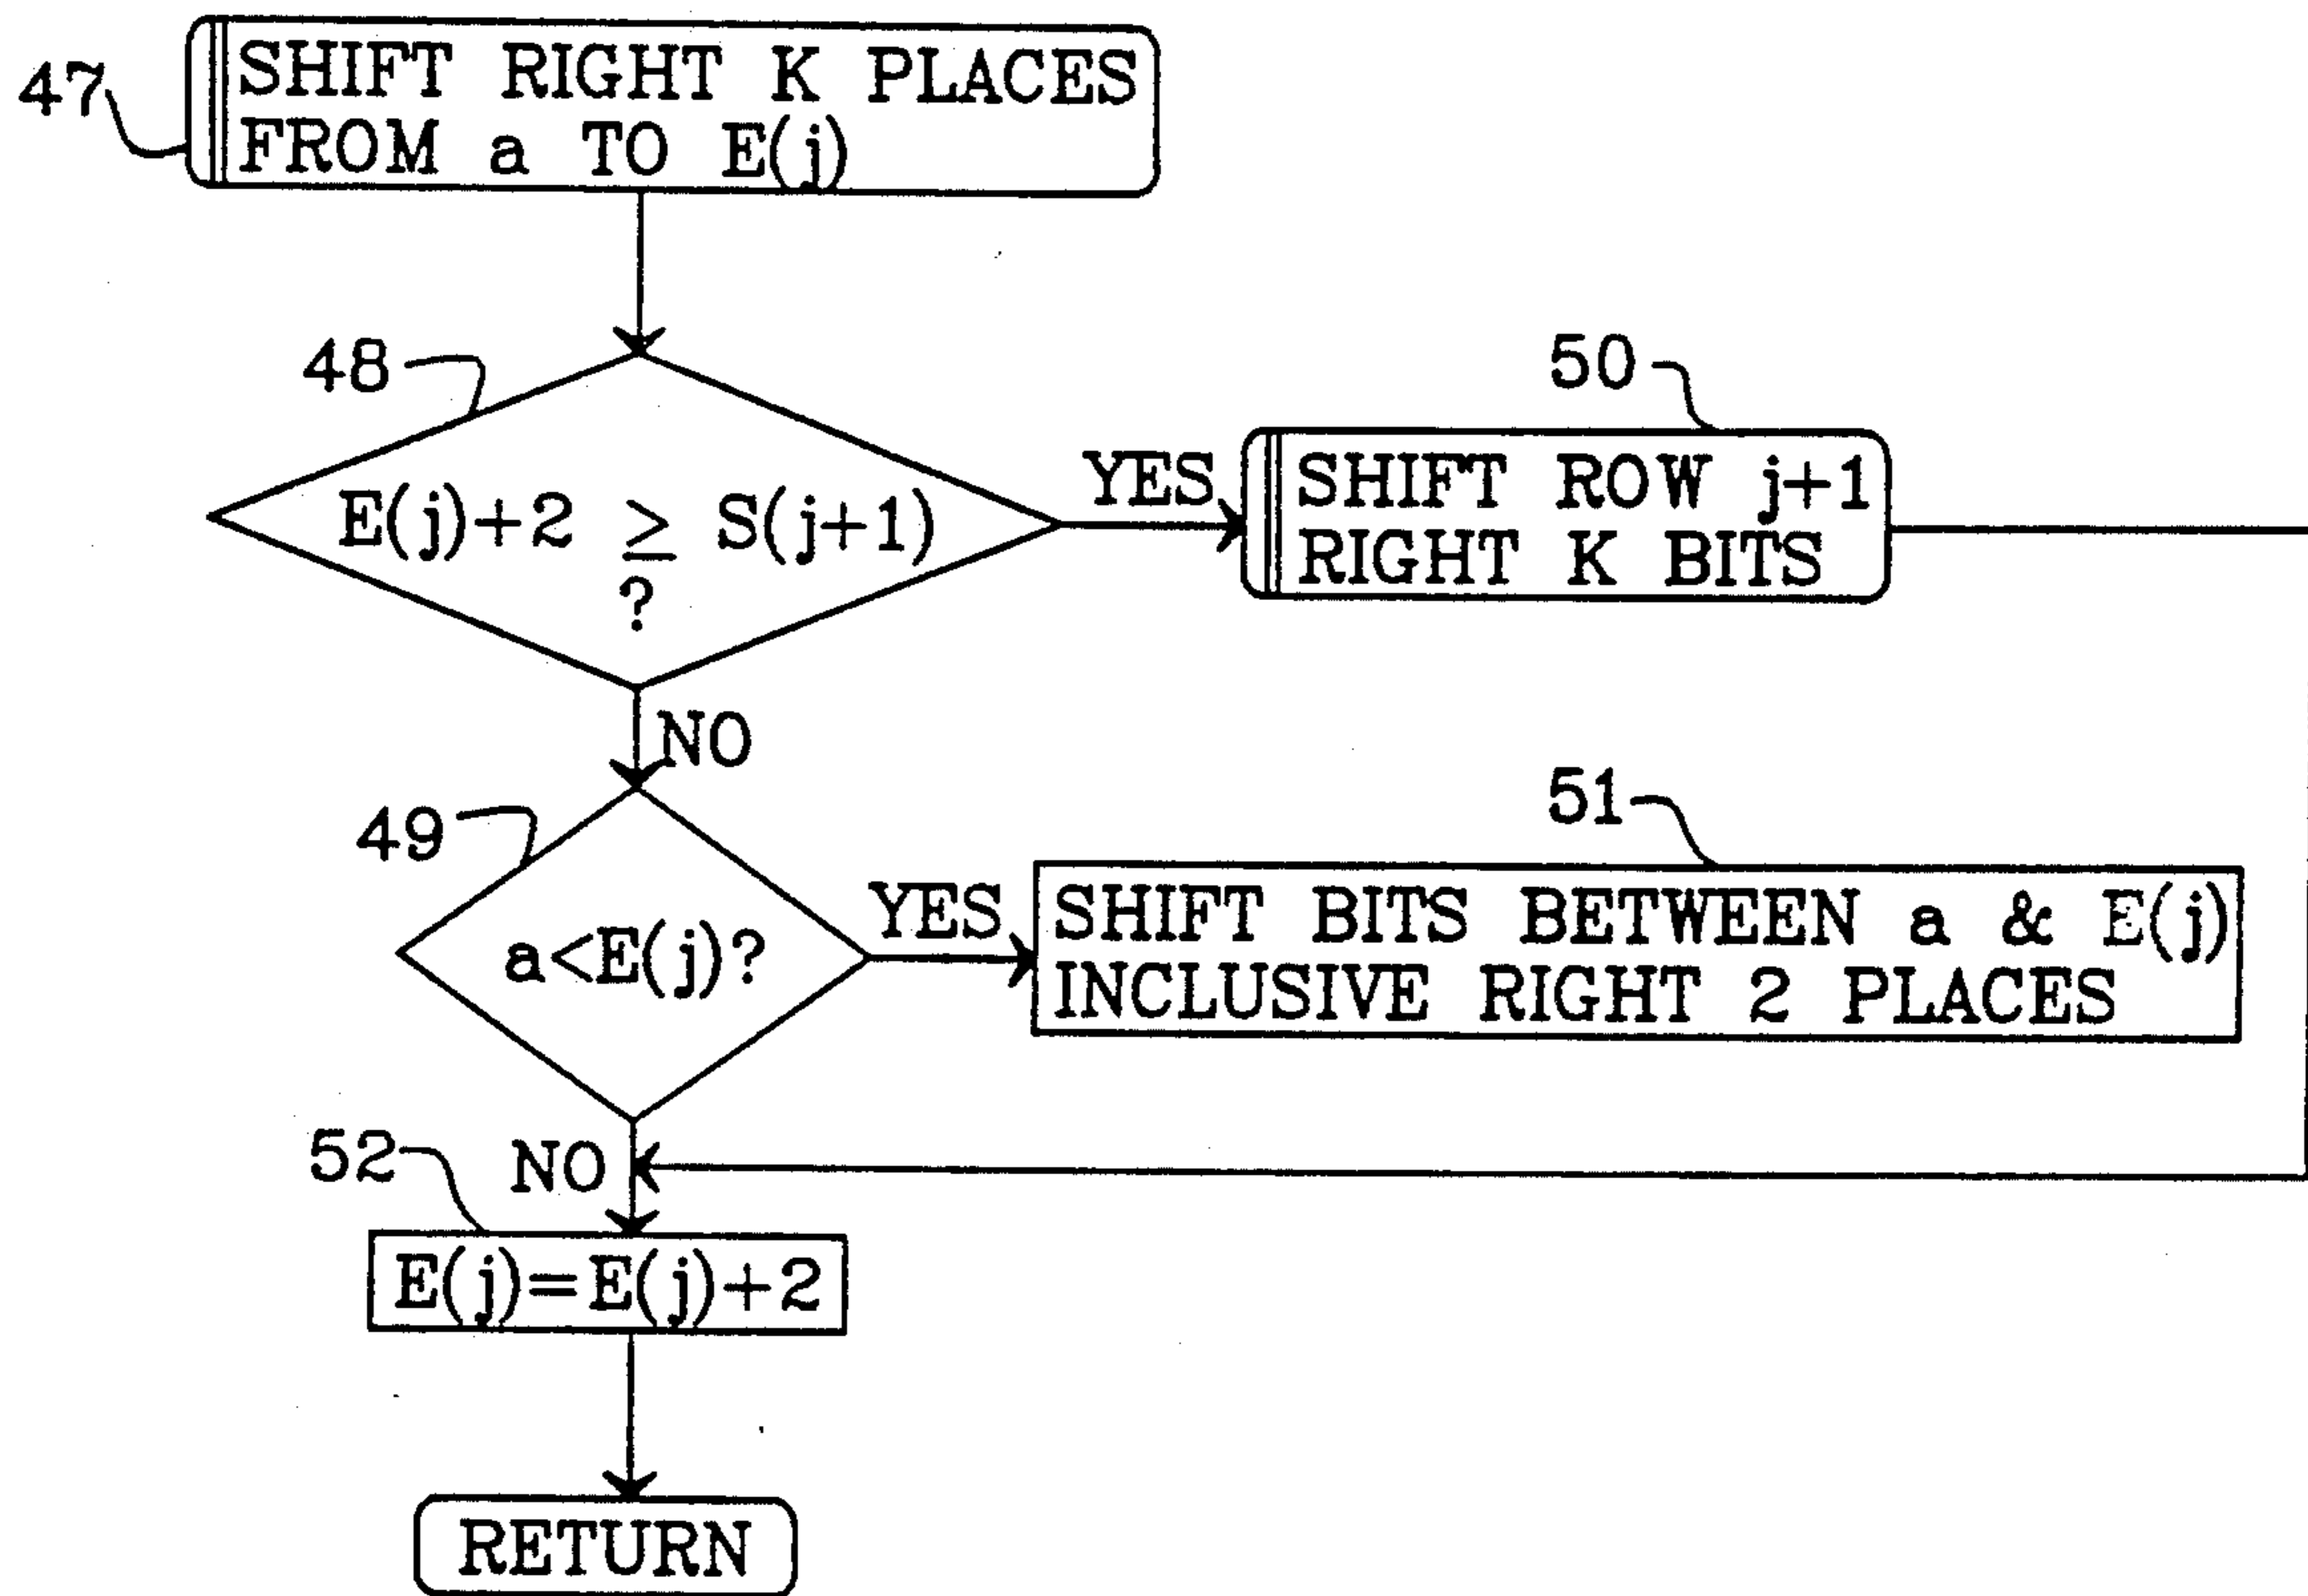 47
SHIFT RIGHT K PLACES
FROM a TO E(j)
48
E(j)+2 ≥ S(j+1)
?
YES
50
SHIFT ROW j+1
RIGHT K BITS
NO
49
a<E(j)?
YES
51
SHIFT BITS BETWEEN a & E(j)
INCLUSIVE RIGHT 2 PLACES
NO
52
E(j)=E(j)+2
RETURN